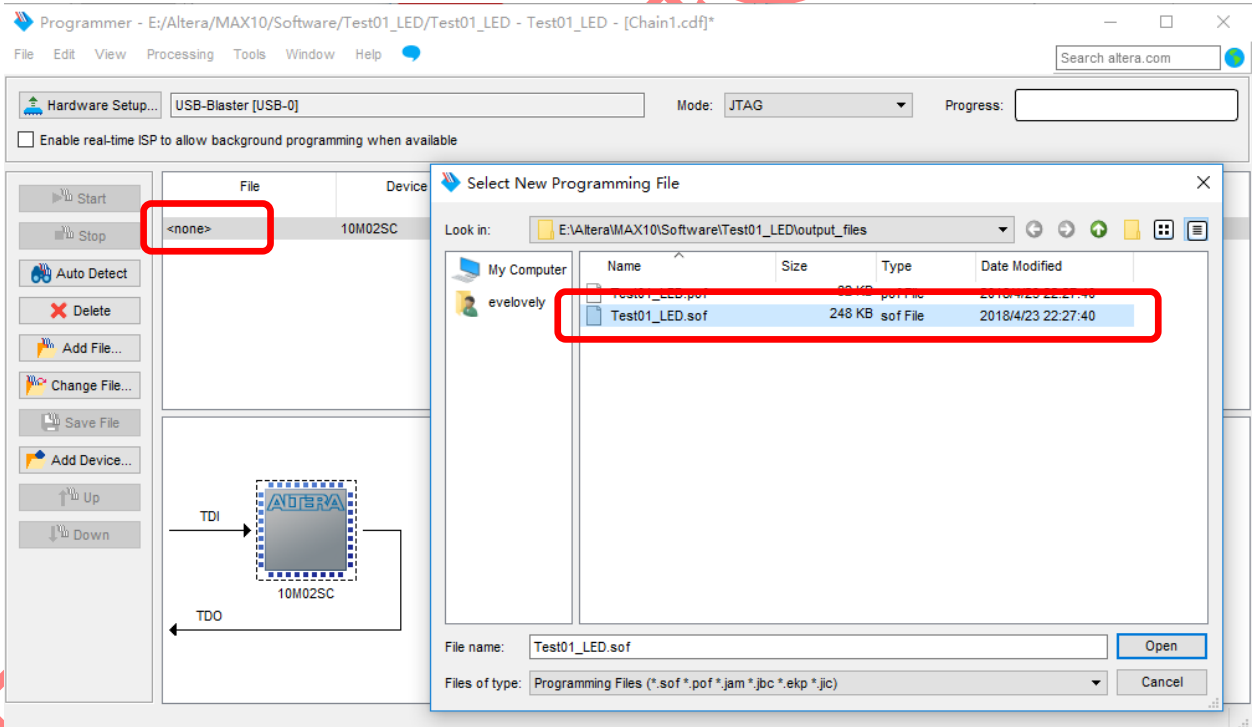 Programmer - E:/Altera/MAX10/Software/Test01_LED/Test01_LED - Test01_LED - [Chain1.cdf]*
File Edit View Processing Tools Window Help
Search altera.com
Hardware Setup... USB-Blaster [USB-0] Mode: JTAG Progress:
Enable real-time ISP to allow background programming when available
Start
Stop
Auto Detect
Delete
Add File...
Change File...
Save File
Add Device...
Up
Down
File Device
<none> 10M02SC
TDI
ALTERA
10M02SC
TDO
Select New Programming File
Look in: E:\Altera\MAX10\Software\Test01_LED\output_files
My Computer
evelovely
Name Size Type Date Modified
Test01_LED.pof KB pof File 2018/4/23 22:27:40
Test01_LED.sof 248 KB sof File 2018/4/23 22:27:40
File name: Test01_LED.sof Open
Files of type: Programming Files (*.sof *.pof *.jam *.jbc *.ekp *.jic) Cancel